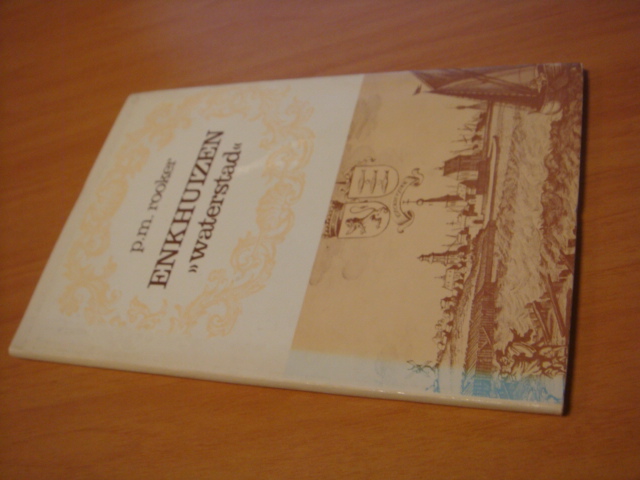 p.m. rooker
ENKHUIZEN
»waterstad«